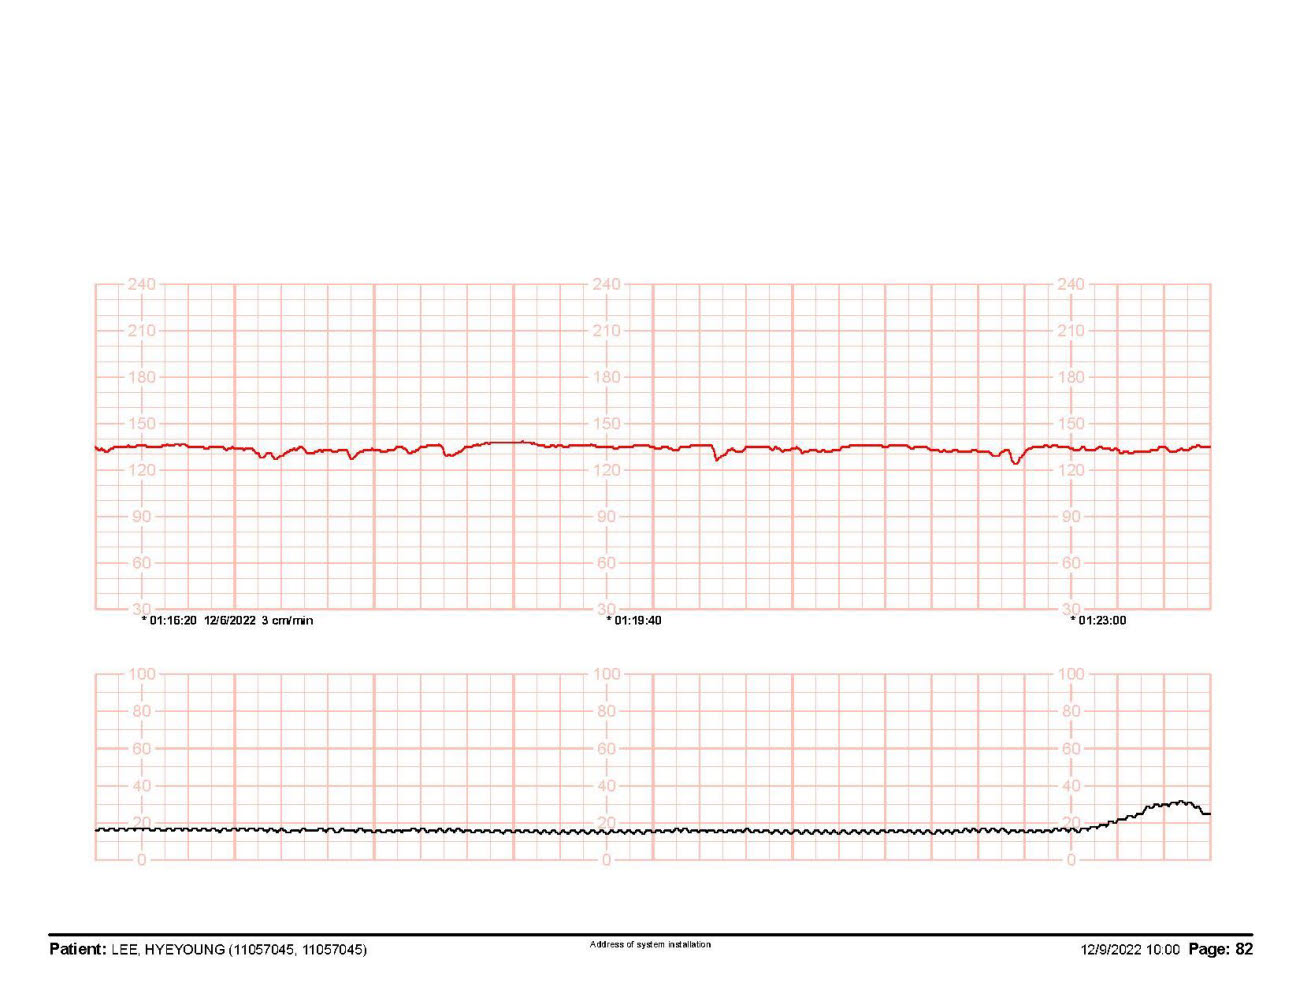 240 240 240
210 210 210
180 180 180
150 150 150
120 120 120
90 90 90
60 60 60
30 30 30
* 01:16:20 12/6/2022 3 cm/min * 01:19:40 * 01:23:00
100 100 100
80 80 80
60 60 60
40 40 40
20 20 20
0 0 0
Patient: LEE, HYEYOUNG (11057045, 11057045) Address of system installation 12/9/2022 10:00 Page: 82